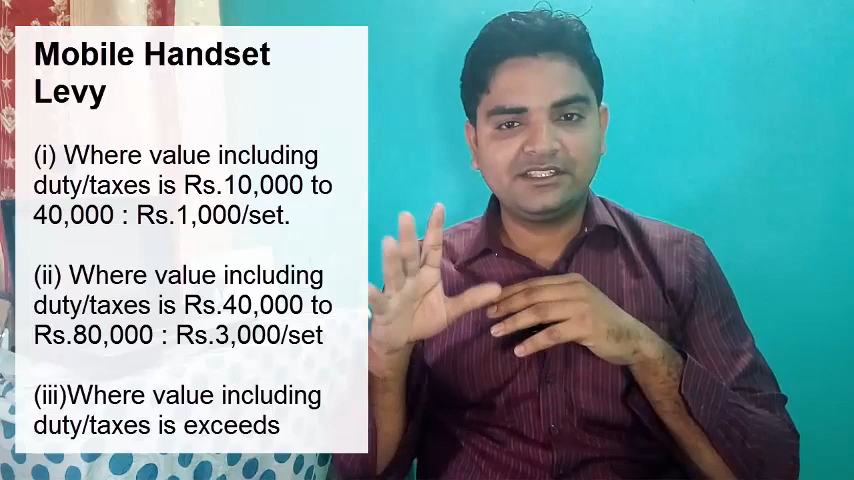 Mobile Handset
Levy
(i) Where value including
duty/taxes is Rs.10,000 to
40,000 : Rs.1,000/set.
(ii) Where value including
duty/taxes is Rs.40,000 to
Rs.80,000 : Rs.3,000/set
(iii)Where value including
duty/taxes is exceeds